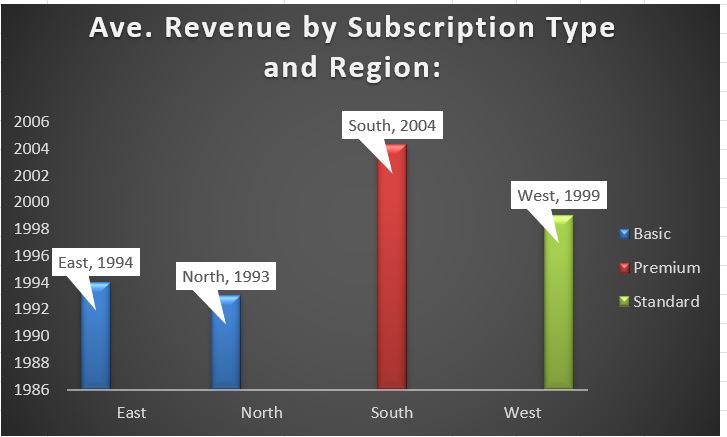 Ave. Revenue by Subscription Type
and Region:
2006
2004
2002
2000
1998
1996
1994
1992
1990
1988
1986
East, 1994
North, 1993
South, 2004
West, 1999
East
North
South
West
Basic
Premium
Standard